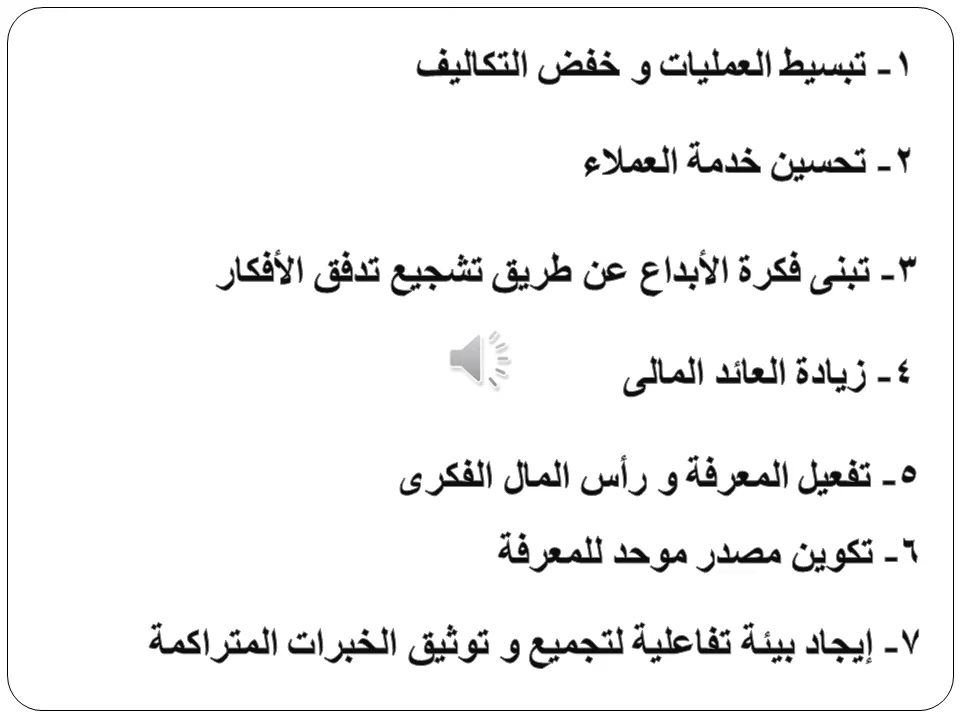 ١- تبسيط العمليات و خفض التكاليف
٢- تحسين خدمة العملاء
٣- تبنى فكرة الأبداع عن طريق تشجيع تدفق الأفكار
٤- زيادة العائد المالى
٥- تفعيل المعرفة و رأس المال الفكرى
٦- تكوين مصدر موحد للمعرفة
٧- إيجاد بيئة تفاعلية لتجميع و توثيق الخبرات المتراكمة